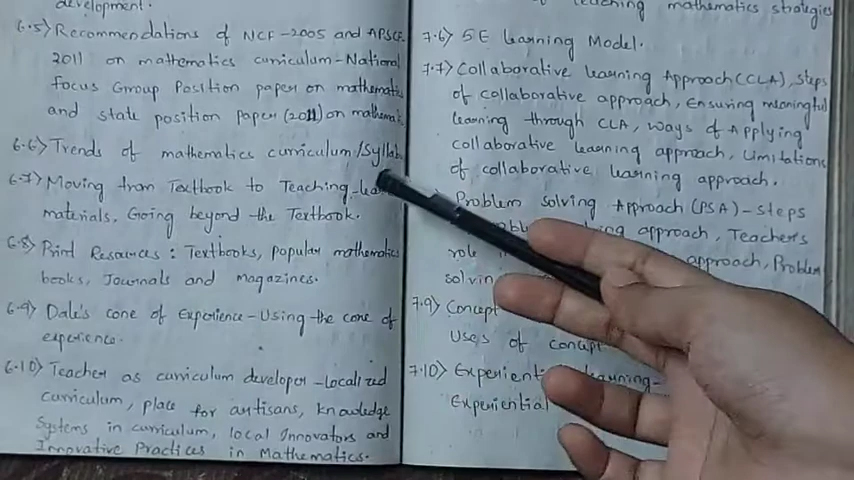 development.
6.5) Recommendations of NCF-2005 and APSCF
2011 on mathematics curriculum-National
Focus Group Position paper on mathematics
and state position paper (2011) on mathematic
6.6) Trends of mathematics curriculum/Syllab
6.7) Moving from Textbook to Teaching-lea
materials, Going beyond the Textbook.
6.8) Print Resources: Textbooks, popular mathematics
books, Journals and magazines.
6.9) Dale's cone of Experience-Using the cone of
experience.
6.10) Teacher as curriculum developer-localized
curriculum, place for artisans, knowledge
systems in curriculum, local Innovators and
Innovative Practices in Mathematics.
of teaching mathematics strategies
7.6) 5E learning Model.
7.7) Collaborative learning Approach (CLA), steps
of collaborative approach, Ensuring meaningful
learning through CLA, ways of Applying
collaborative learning approach, Limitations
of collaborative learning approach.
Problem solving Approach (PSA)-steps
approach, Teachers
role
approach, Problem
solving
7.9) Concept
Uses of concept
7.10) Experiential learning-
Experiential